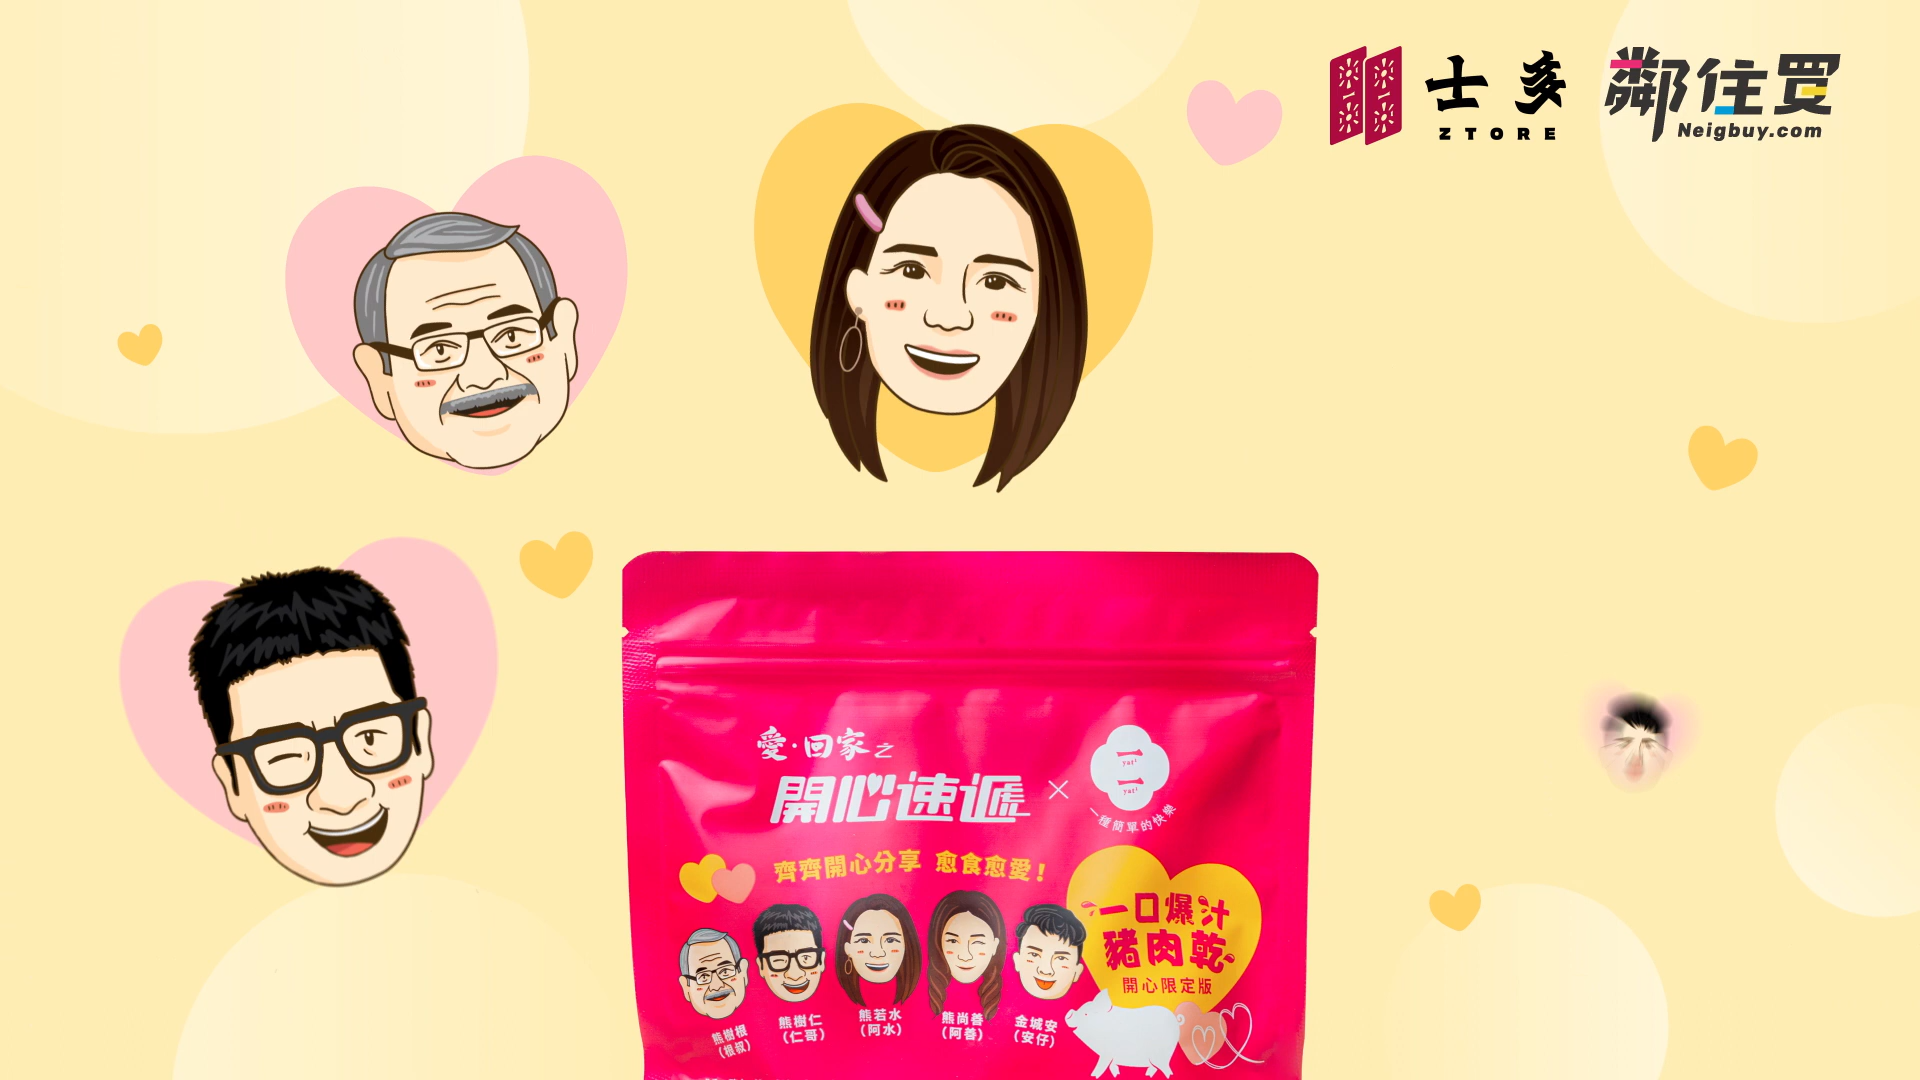 士多
ZTORE
鄰住買
Neigbuy.com
愛·回家之
開心速遞
×
一
yat¹
一
yat¹
一種簡單的快樂
齊齊開心分享 愈食愈愛！
一口爆汁
豬肉乾
開心限定版
熊樹根
（根叔）
熊樹仁
（仁哥）
熊若水
（阿水）
熊尚善
（阿善）
金城安
（安仔）